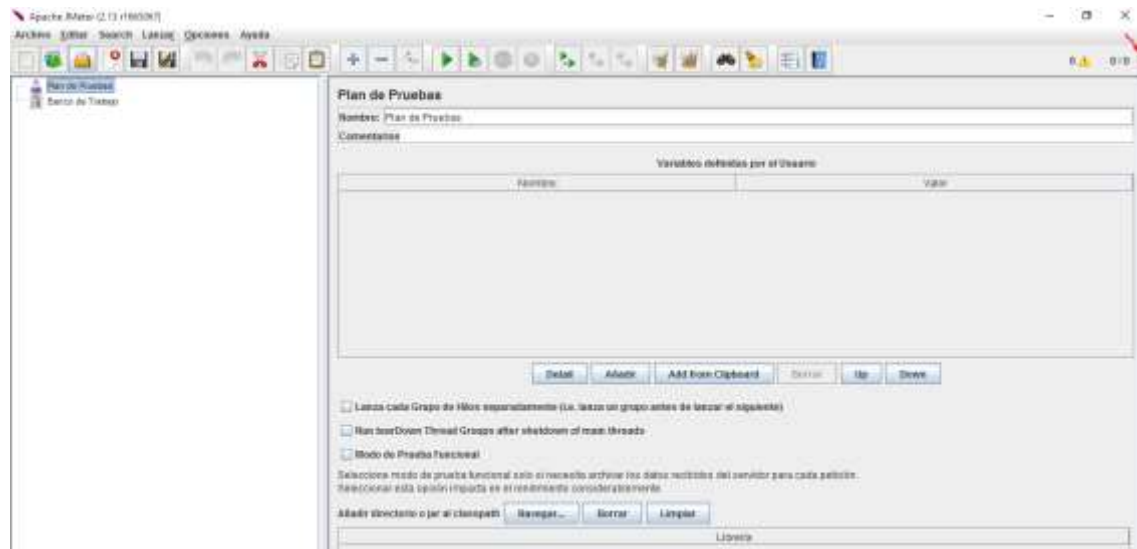 Apache JMeter (2.13 r1665067)
Archivo Editar Search Lanzar Opciones Ayuda
0 0 / 0
Plan de Pruebas
Banco de Trabajo
Plan de Pruebas
Nombre: Plan de Pruebas
Comentarios
Variables definidas por el Usuario
Nombre: Valor
Detail Añadir Add from Clipboard Borrar Up Down
Lanza cada Grupo de Hilos separadamente (i.e. lanza un grupo antes de lanzar el siguiente)
Run tearDown Thread Groups after shutdown of main threads
Modo de Prueba Funcional
Seleccione modo de prueba funcional solo si necesita archivar los datos recibidos del servidor para cada petición.
Seleccionar esta opción impacta en el rendimiento considerablemente.
Añadir directorio o jar al classpath Navegar... Borrar Limpiar
Librería